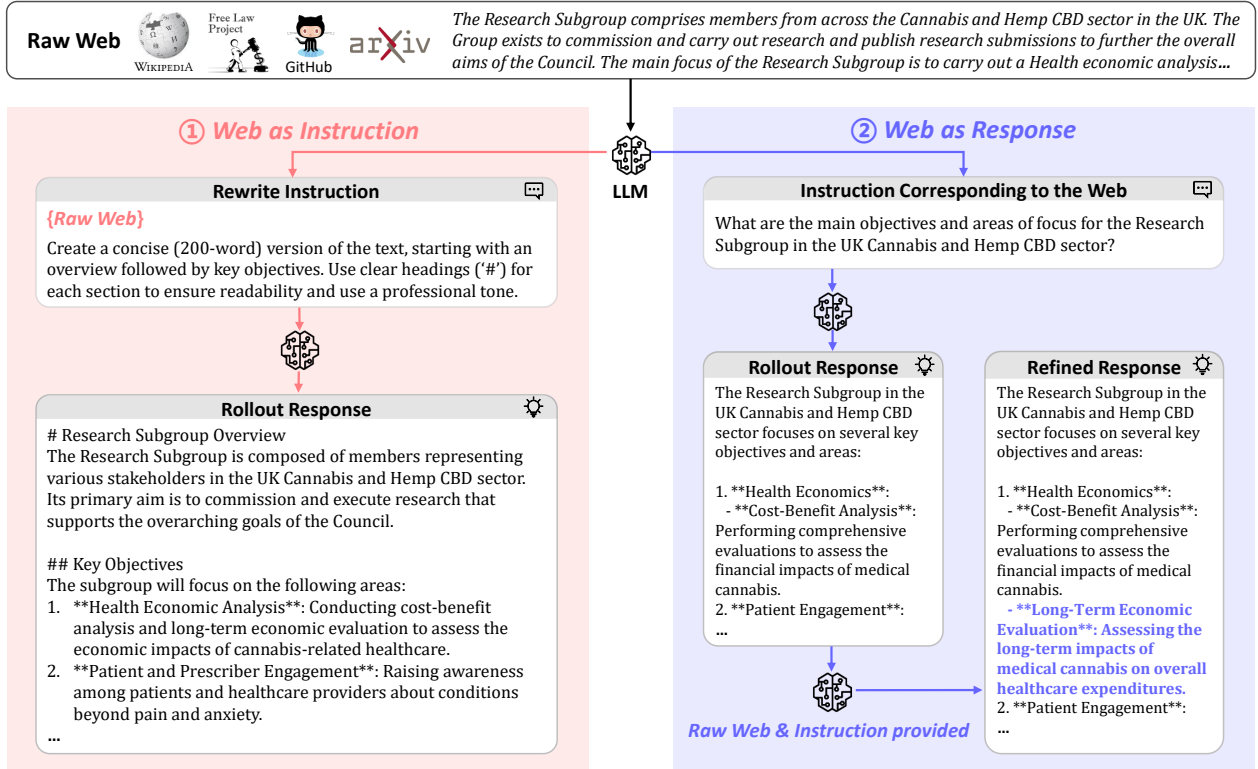 Raw Web
WIKIPEDIA
Free Law
Project
GitHub
arXiv
The Research Subgroup comprises members from across the Cannabis and Hemp CBD sector in the UK. The
Group exists to commission and carry out research and publish research submissions to further the overall
aims of the Council. The main focus of the Research Subgroup is to carry out a Health economic analysis...
① Web as Instruction
LLM
Rewrite Instruction
{Raw Web}
Create a concise (200-word) version of the text, starting with an
overview followed by key objectives. Use clear headings (‘#’) for
each section to ensure readability and use a professional tone.
Rollout Response
# Research Subgroup Overview
The Research Subgroup is composed of members representing
various stakeholders in the UK Cannabis and Hemp CBD sector.
Its primary aim is to commission and execute research that
supports the overarching goals of the Council.
## Key Objectives
The subgroup will focus on the following areas:
1. **Health Economic Analysis**: Conducting cost-benefit
analysis and long-term economic evaluation to assess the
economic impacts of cannabis-related healthcare.
2. **Patient and Prescriber Engagement**: Raising awareness
among patients and healthcare providers about conditions
beyond pain and anxiety.
...
② Web as Response
Instruction Corresponding to the Web
What are the main objectives and areas of focus for the Research
Subgroup in the UK Cannabis and Hemp CBD sector?
Rollout Response
The Research Subgroup in the
UK Cannabis and Hemp CBD
sector focuses on several key
objectives and areas:
1. **Health Economics**:
- **Cost-Benefit Analysis**:
Performing comprehensive
evaluations to assess the
financial impacts of medical
cannabis.
2. **Patient Engagement**:
...
Raw Web & Instruction provided
Refined Response
The Research Subgroup in the
UK Cannabis and Hemp CBD
sector focuses on several key
objectives and areas:
1. **Health Economics**:
- **Cost-Benefit Analysis**:
Performing comprehensive
evaluations to assess the
financial impacts of medical
cannabis.
- **Long-Term Economic
Evaluation**: Assessing the
long-term impacts of
medical cannabis on overall
healthcare expenditures.
2. **Patient Engagement**:
...